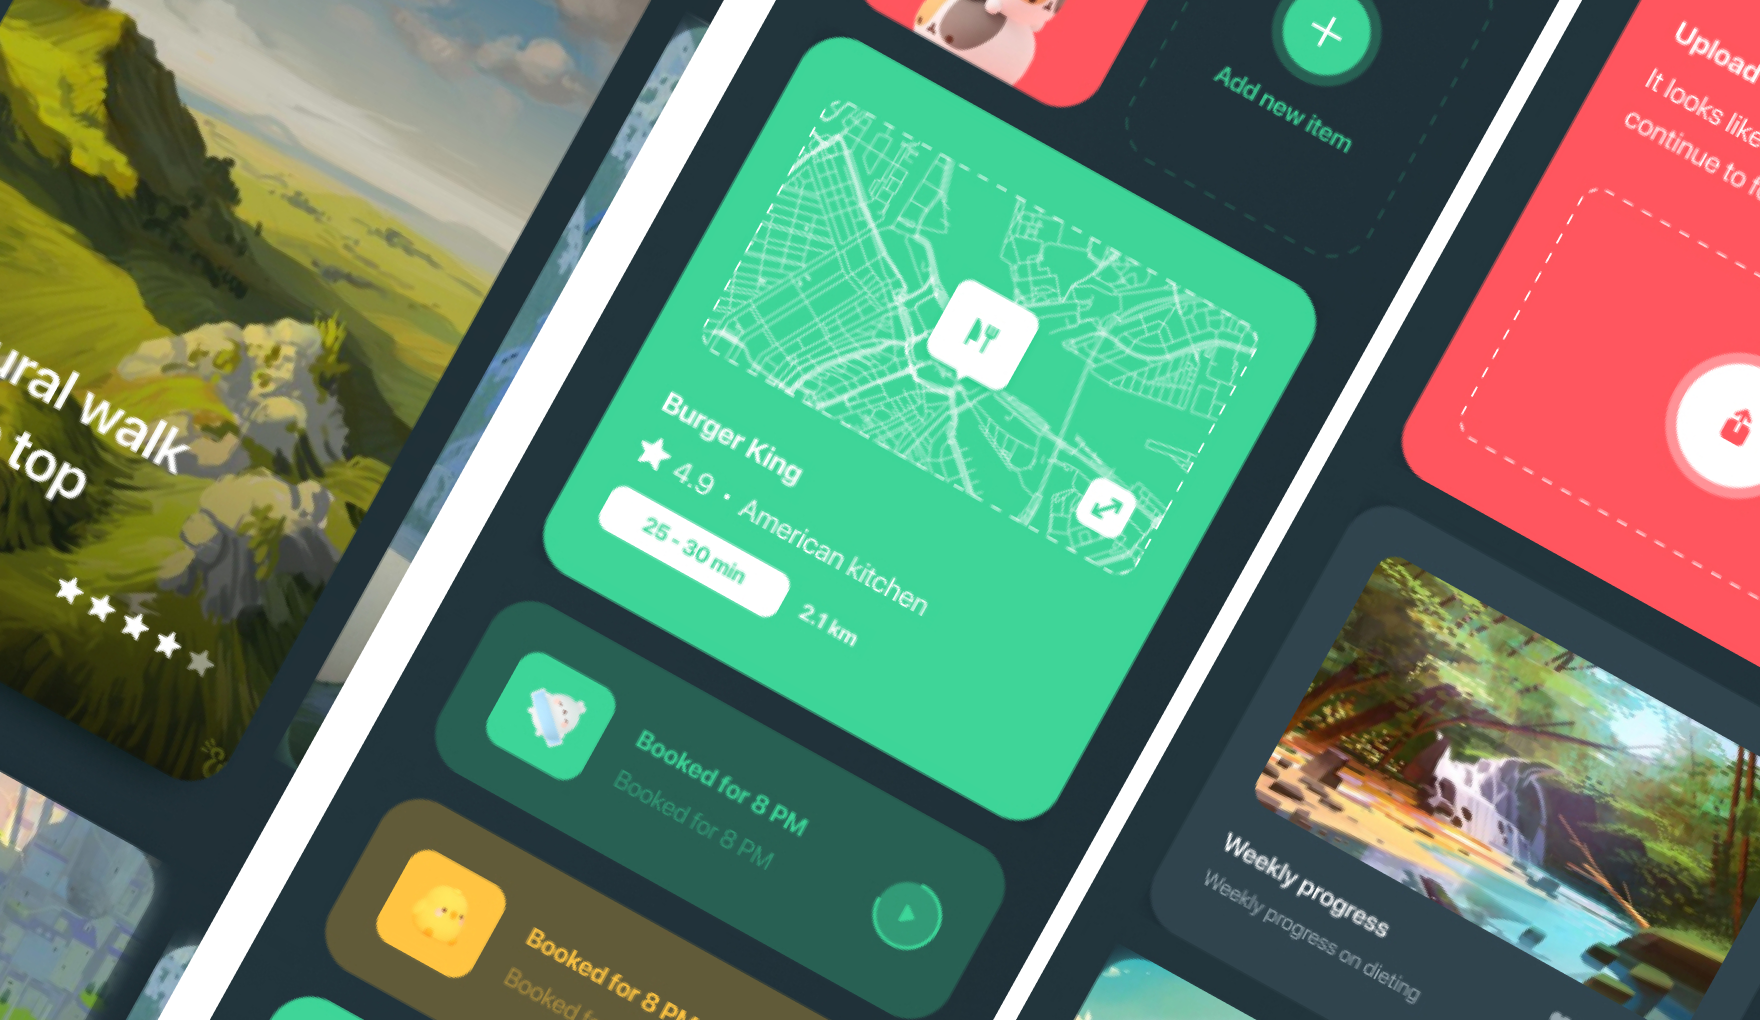 ural walk
top
Add new item
Burger King
4.9 • American kitchen
25 - 30 min
2.1 km
Booked for 8 PM
Booked for 8 PM
Booked for 8 PM
Booked
Upload
It looks like
continue to
Weekly progress
Weekly progress on dieting